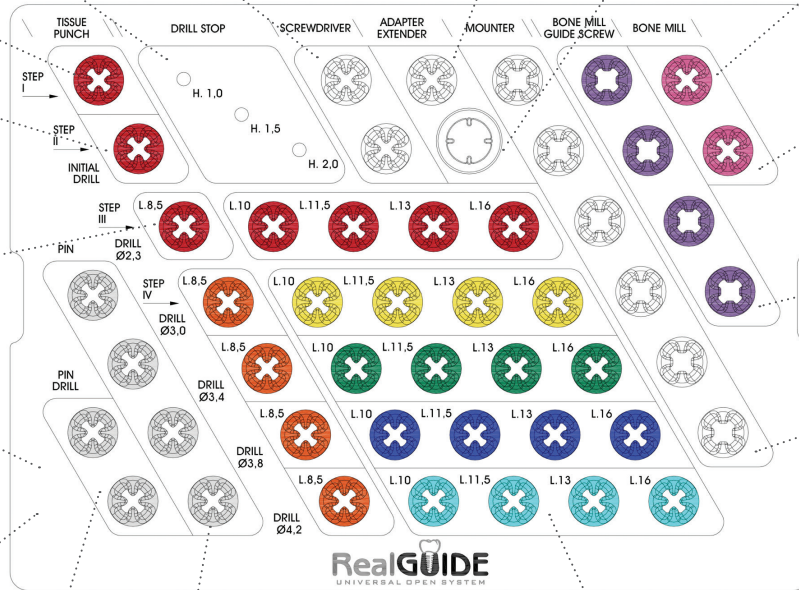 TISSUE
PUNCH
DRILL STOP
SCREWDRIVER
ADAPTER
EXTENDER
MOUNTER
BONE MILL
GUIDE SCREW
BONE MILL
STEP
I
H. 1,0
H. 1,5
H. 2,0
STEP
II
INITIAL
DRILL
STEP
III
L.8,5
L.10
L.11,5
L.13
L.16
DRILL
Ø2,3
PIN
STEP
IV
L.8,5
L.10
L.11,5
L.13
L.16
DRILL
Ø3,0
L.8,5
L.10
L.11,5
L.13
L.16
DRILL
Ø3,4
PIN
DRILL
L.8,5
L.10
L.11,5
L.13
L.16
DRILL
Ø3,8
L.8,5
L.10
L.11,5
L.13
L.16
DRILL
Ø4,2
RealGUIDE
UNIVERSAL OPEN SYSTEM